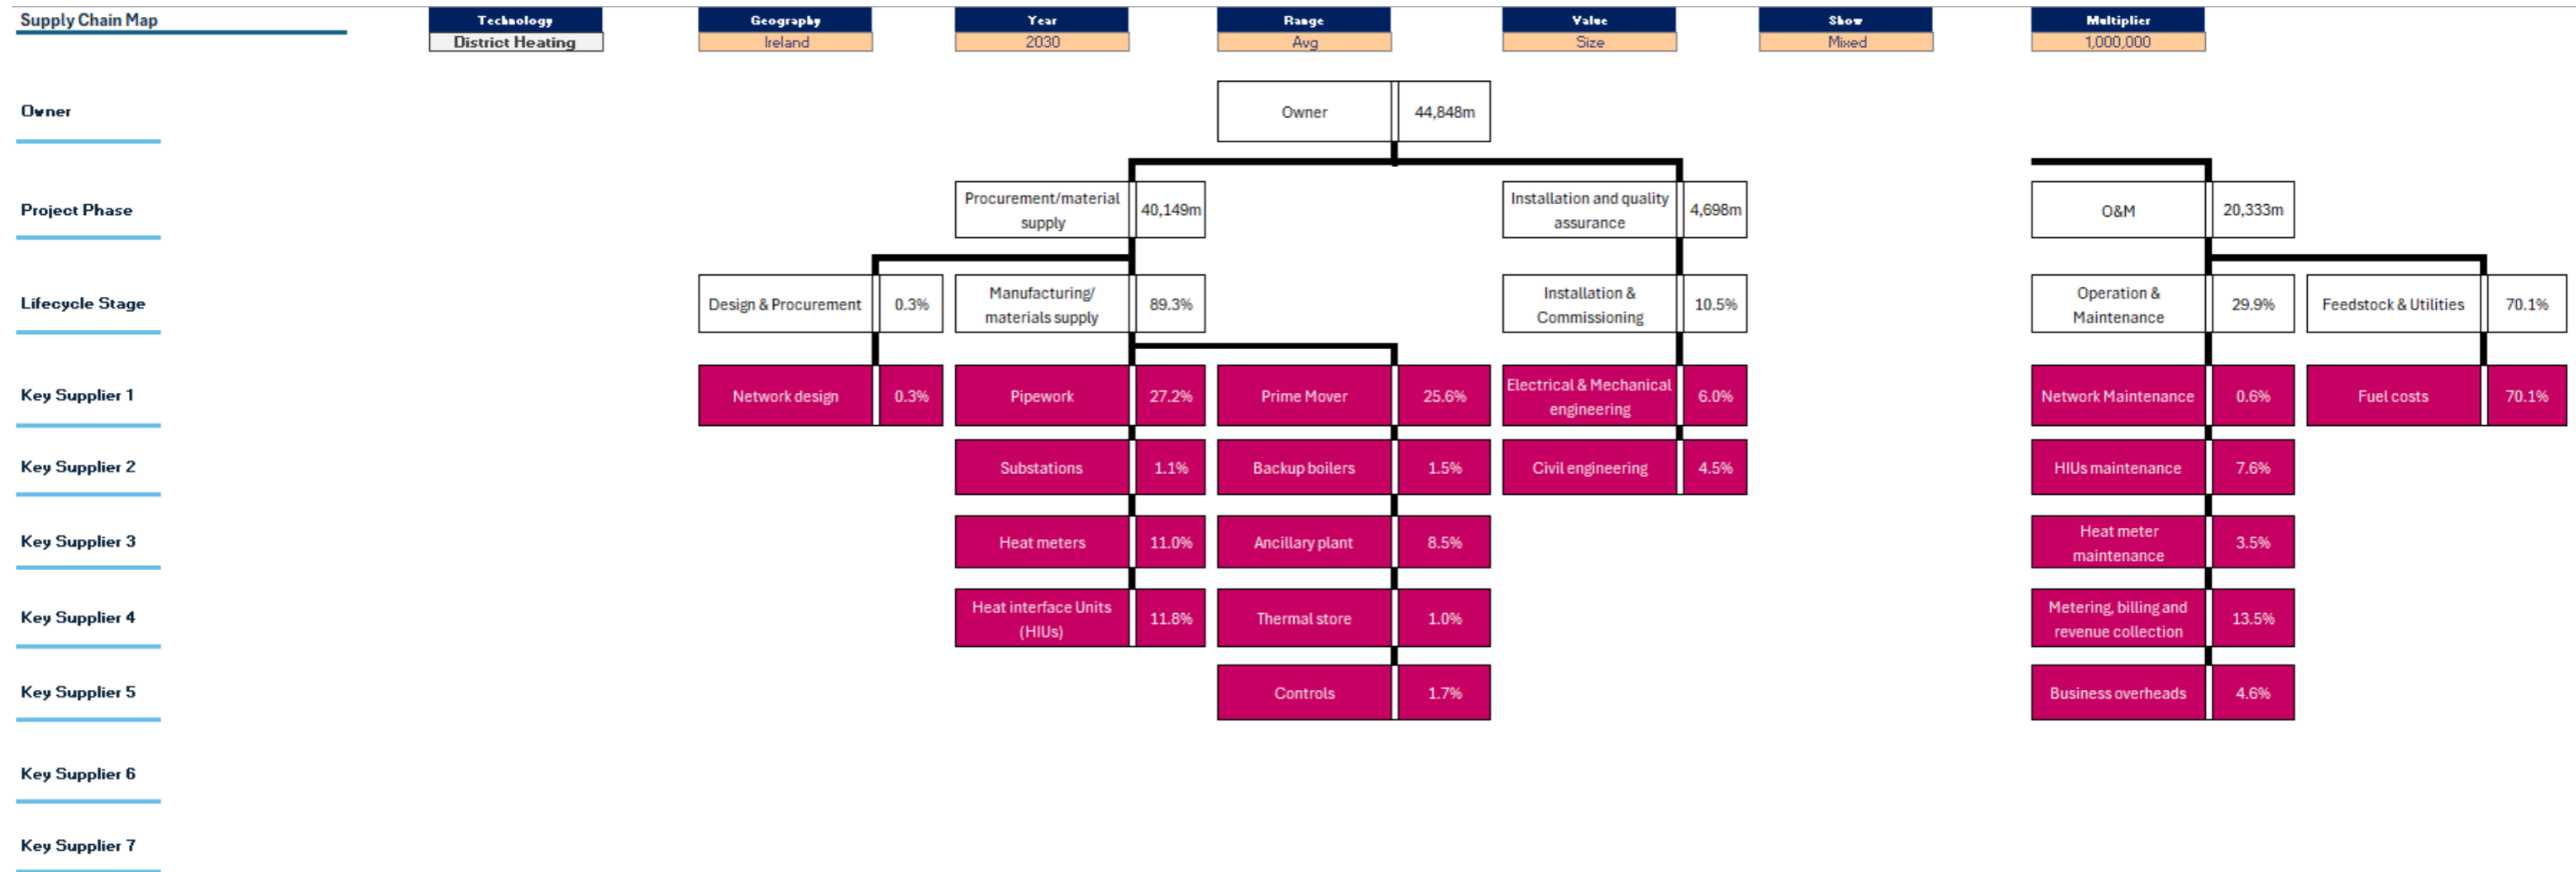 Supply Chain Map
Technology Geography Year Range Value Show Multiplier
District Heating Ireland 2030 Avg Size Mixed 1,000,000
Owner
Owner 44,848m
Project Phase
Procurement/material
supply
40,149m
Installation and quality
assurance
4,698m
O&M 20,333m
Lifecycle Stage
Design & Procurement 0.3%
Manufacturing/
materials supply
89.3%
Installation &
Commissioning
10.5%
Operation &
Maintenance
29.9%
Feedstock & Utilities 70.1%
Key Supplier 1
Network design 0.3%
Pipework 27.2%
Prime Mover 25.6%
Electrical & Mechanical
engineering
6.0%
Network Maintenance 0.6%
Fuel costs 70.1%
Key Supplier 2
Substations 1.1%
Backup boilers 1.5%
Civil engineering 4.5%
HIUs maintenance 7.6%
Key Supplier 3
Heat meters 11.0%
Ancillary plant 8.5%
Heat meter
maintenance
3.5%
Key Supplier 4
Heat interface Units
(HIUs)
11.8%
Thermal store 1.0%
Metering, billing and
revenue collection
13.5%
Key Supplier 5
Controls 1.7%
Business overheads 4.6%
Key Supplier 6
Key Supplier 7